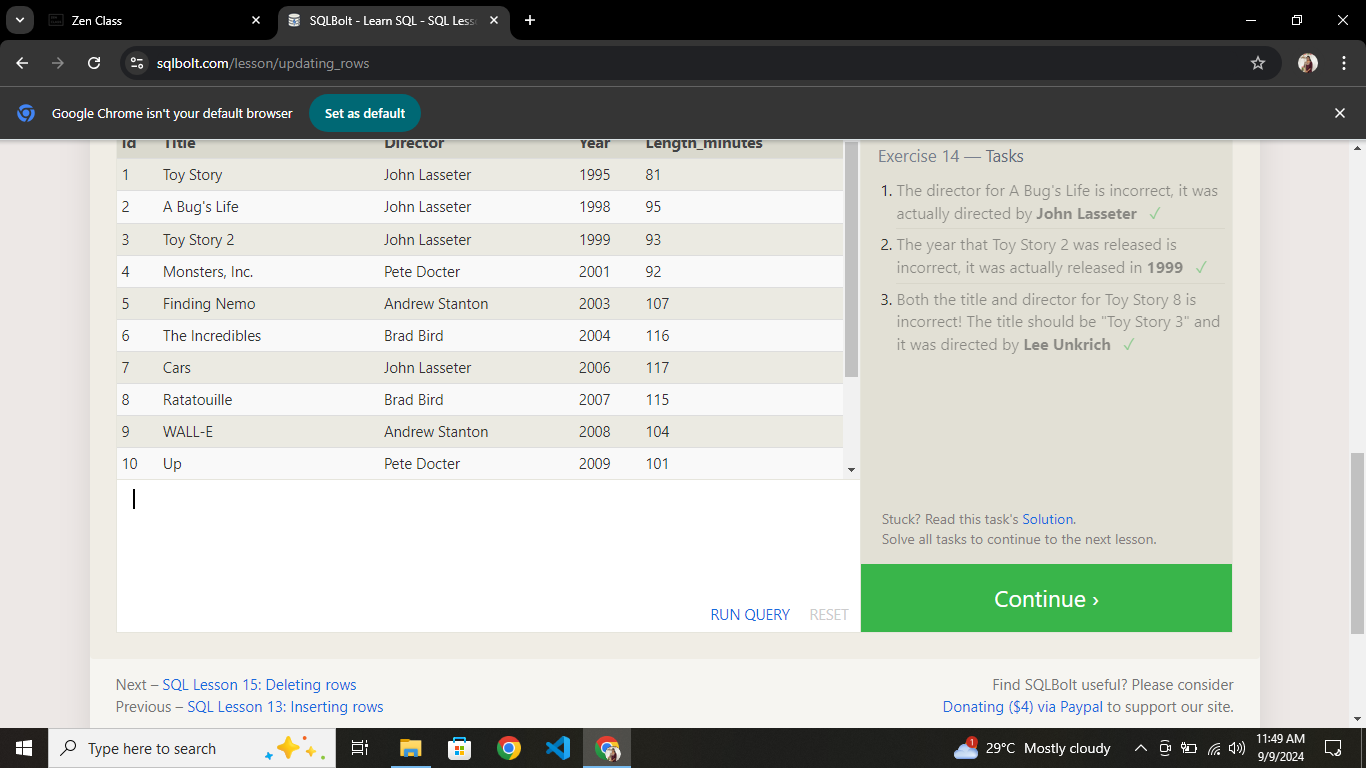 Zen Class
SQLBolt - Learn SQL - SQL Less
sqlbolt.com/lesson/updating_rows
Google Chrome isn't your default browser Set as default
Id Title Director Year Length_minutes
1 Toy Story John Lasseter 1995 81
2 A Bug's Life John Lasseter 1998 95
3 Toy Story 2 John Lasseter 1999 93
4 Monsters, Inc. Pete Docter 2001 92
5 Finding Nemo Andrew Stanton 2003 107
6 The Incredibles Brad Bird 2004 116
7 Cars John Lasseter 2006 117
8 Ratatouille Brad Bird 2007 115
9 WALL-E Andrew Stanton 2008 104
10 Up Pete Docter 2009 101
RUN QUERY RESET
Exercise 14 — Tasks
1. The director for A Bug's Life is incorrect, it was
actually directed by John Lasseter ✓
2. The year that Toy Story 2 was released is
incorrect, it was actually released in 1999 ✓
3. Both the title and director for Toy Story 8 is
incorrect! The title should be "Toy Story 3" and
it was directed by Lee Unkrich ✓
Stuck? Read this task's Solution.
Solve all tasks to continue to the next lesson.
Continue ›
Next – SQL Lesson 15: Deleting rows
Previous – SQL Lesson 13: Inserting rows
Find SQLBolt useful? Please consider
Donating ($4) via Paypal to support our site.
Type here to search
1
29°C Mostly cloudy
11:49 AM
9/9/2024